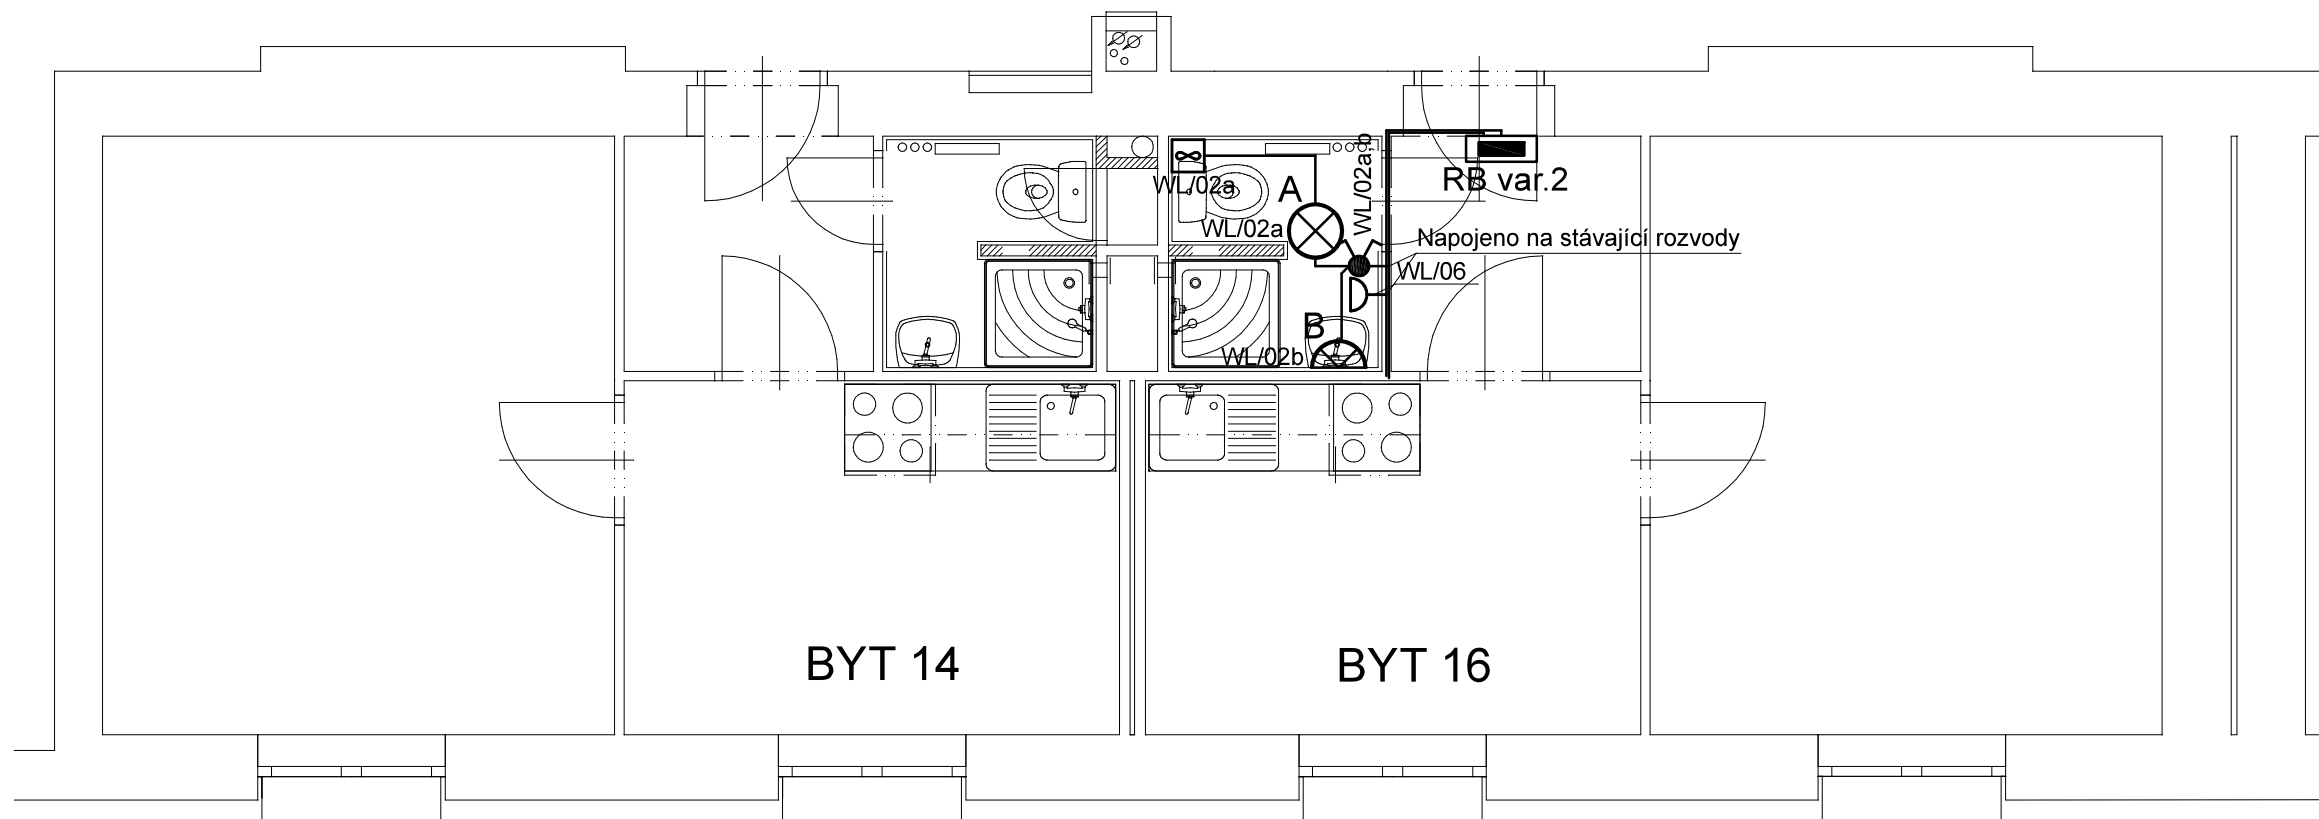 WL/02a,b
RB var.2
WL/02a
A
WL/02a
Napojeno na stávající rozvody
WL/06
B
WL/02b
BYT 14
BYT 16